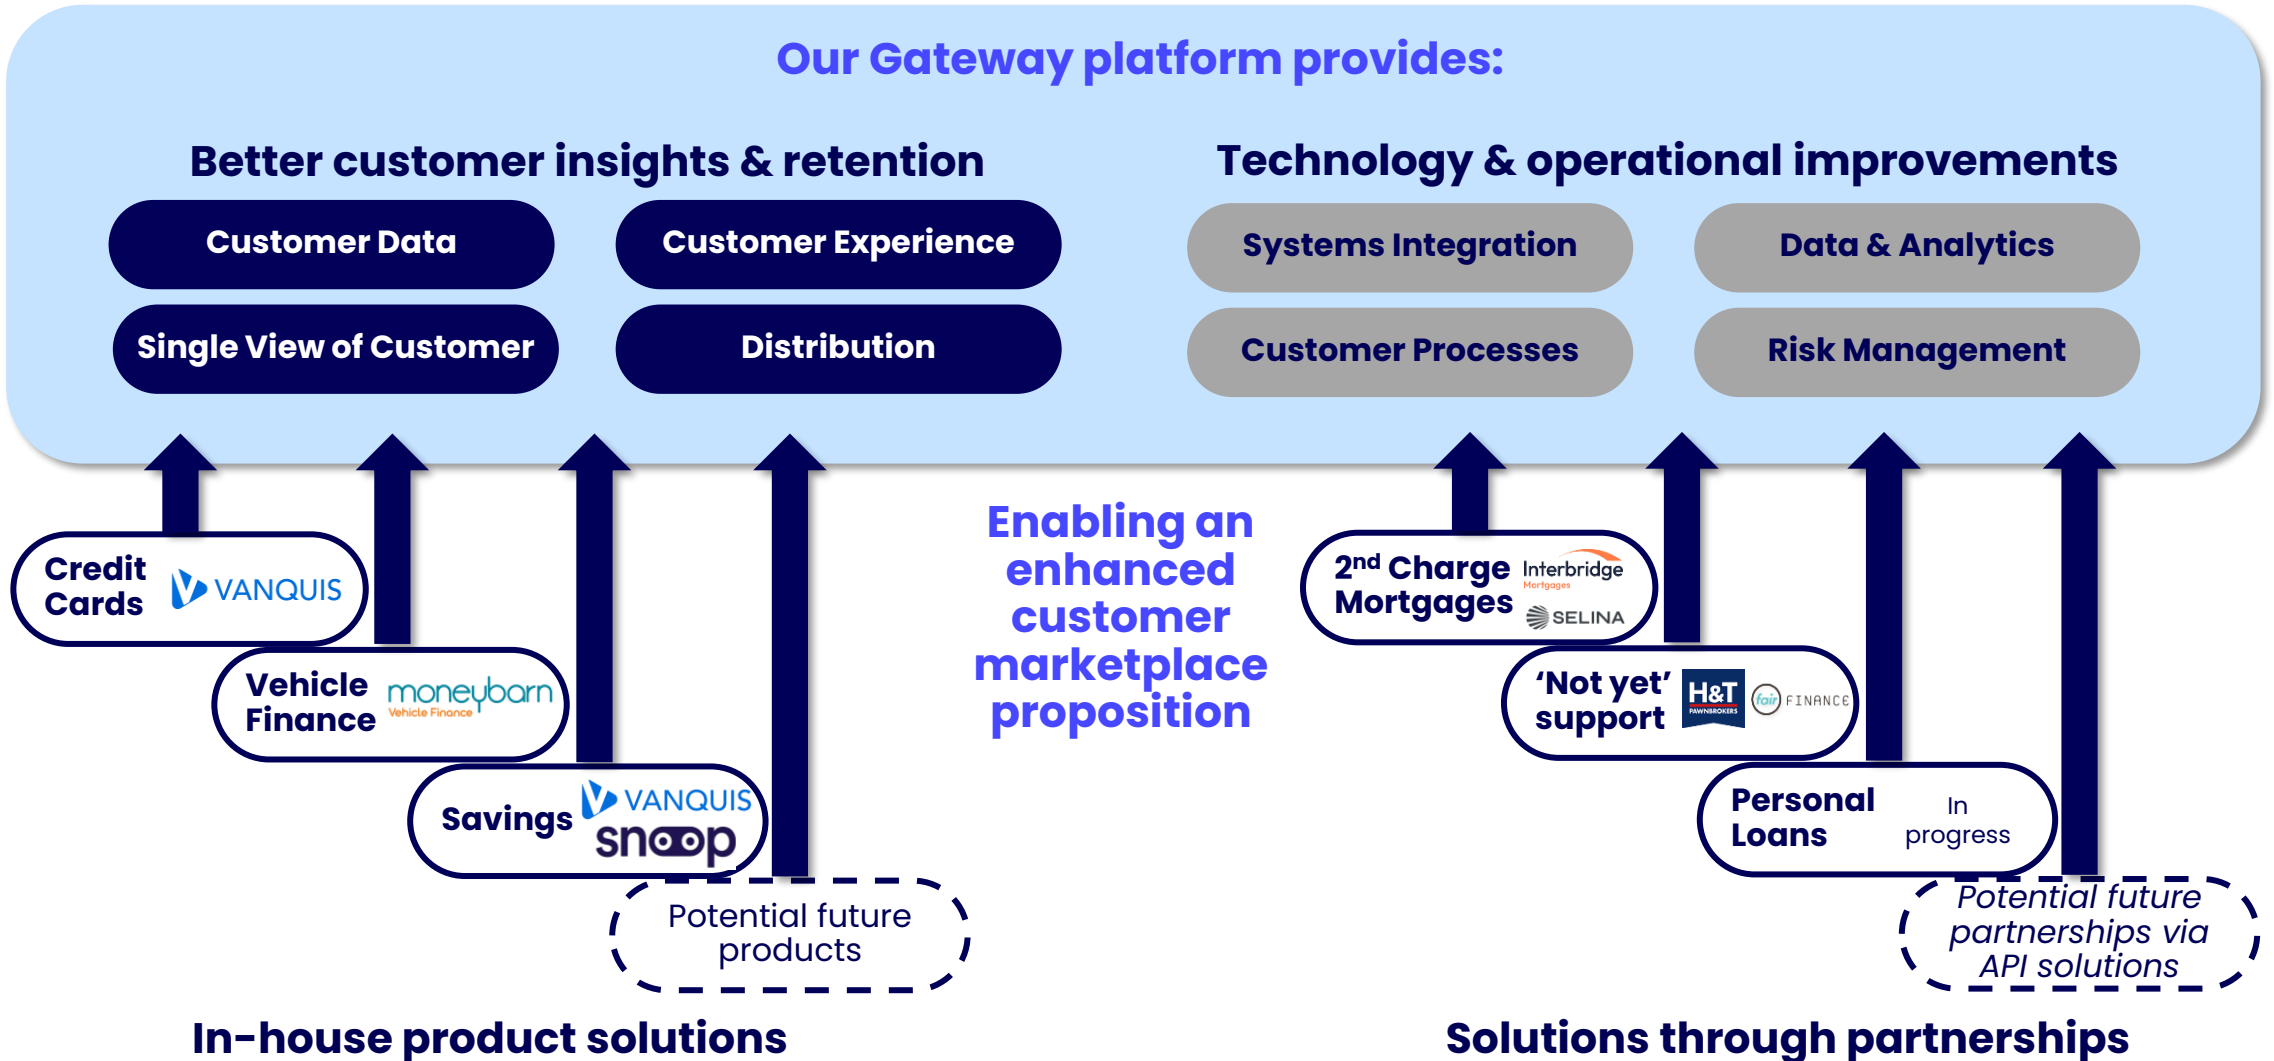 Our Gateway platform provides:
Better customer insights & retention
Customer Data
Customer Experience
Single View of Customer
Distribution
Technology & operational improvements
Systems Integration
Data & Analytics
Customer Processes
Risk Management
Enabling an
enhanced
customer
marketplace
proposition
Credit
Cards
VANQUIS
Vehicle
Finance
moneybarn
Vehicle Finance
Savings
VANQUIS
snoop
Potential future
products
In-house product solutions
2nd Charge
Mortgages
Interbridge
Mortgages
SELINA
‘Not yet’
support
H&T
PAWNBROKERS
fair FINANCE
Personal
Loans
In
progress
Potential future
partnerships via
API solutions
Solutions through partnerships